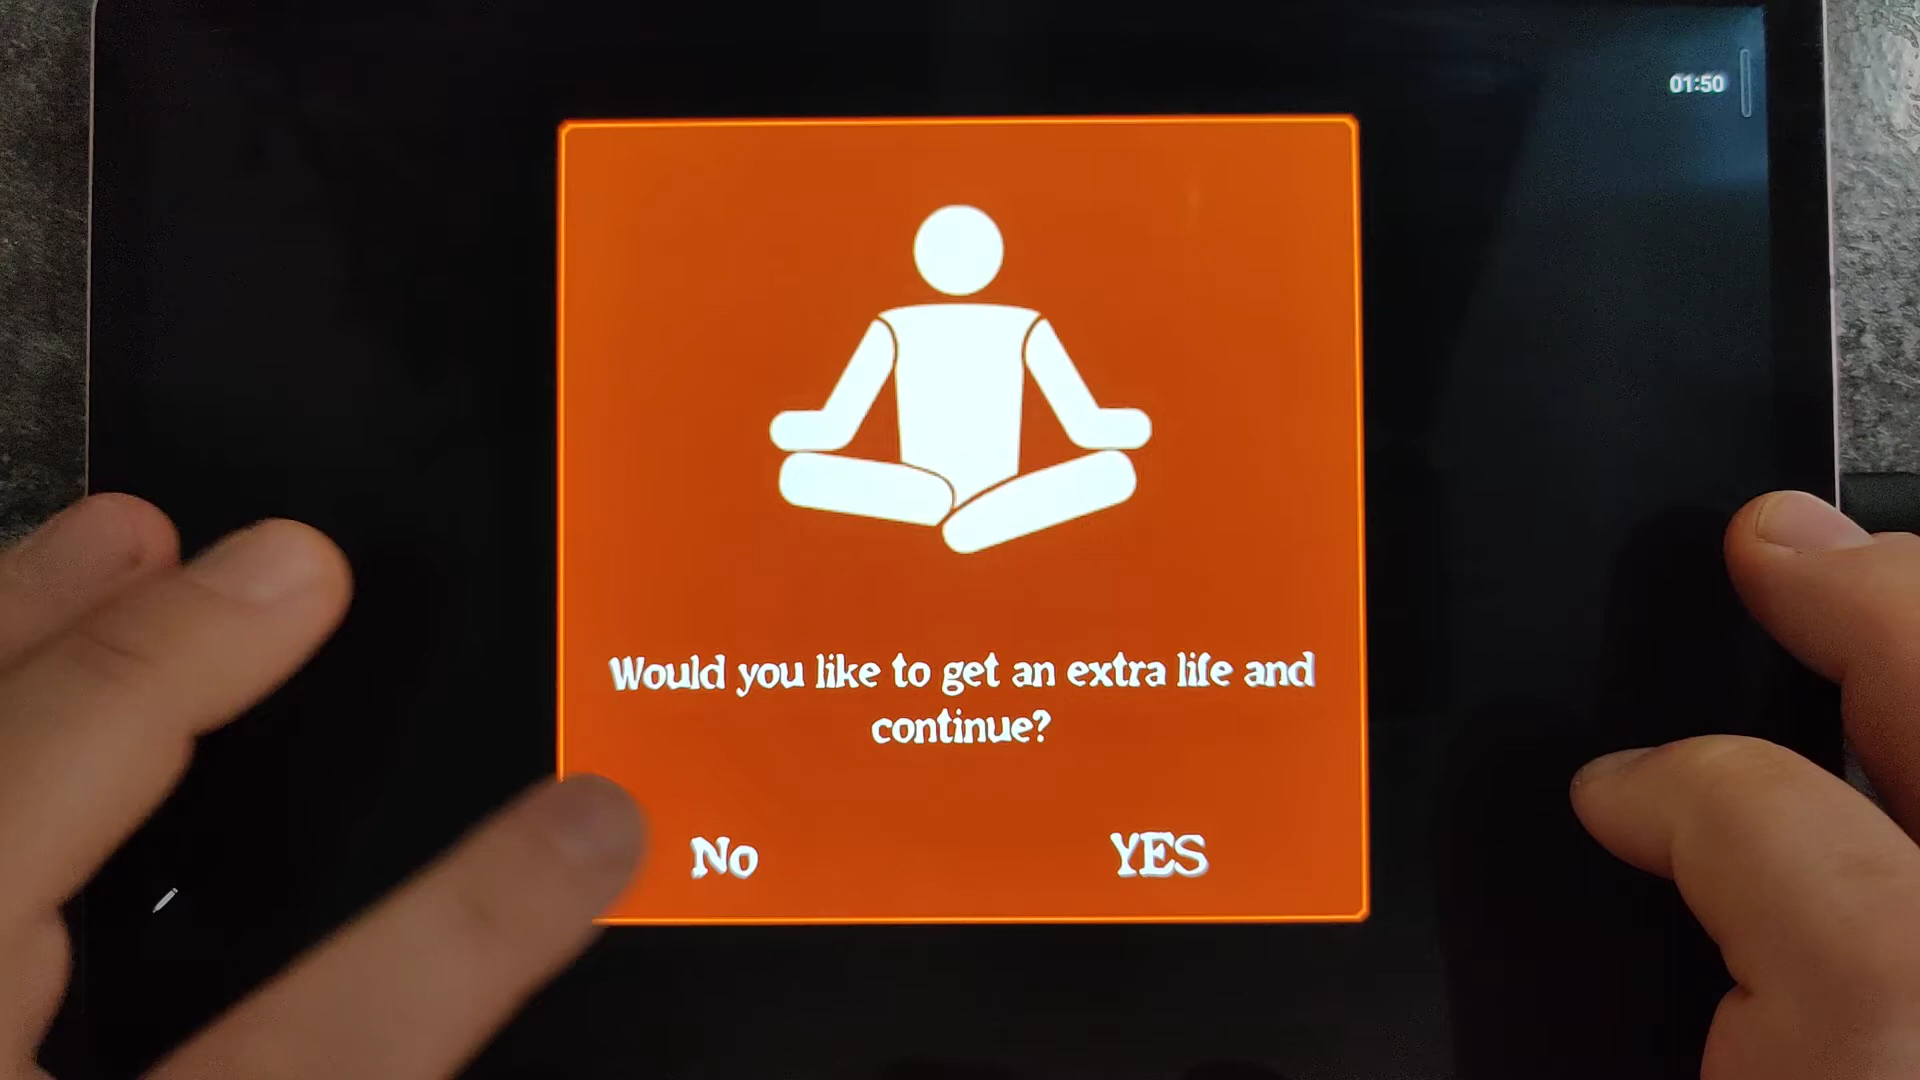 01:50
Would you like to get an extra life and
continue?
No
YES